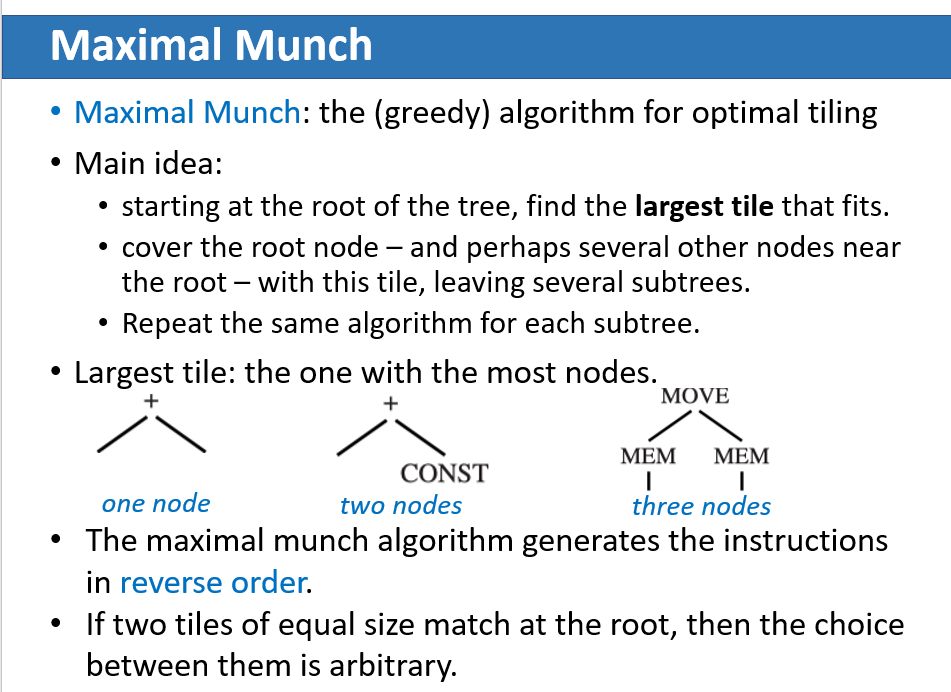 Maximal Munch
• Maximal Munch: the (greedy) algorithm for optimal tiling
• Main idea:
• starting at the root of the tree, find the largest tile that fits.
• cover the root node – and perhaps several other nodes near
the root – with this tile, leaving several subtrees.
• Repeat the same algorithm for each subtree.
• Largest tile: the one with the most nodes.
+
one node
+
CONST
two nodes
MOVE
MEM MEM
three nodes
• The maximal munch algorithm generates the instructions
in reverse order.
• If two tiles of equal size match at the root, then the choice
between them is arbitrary.